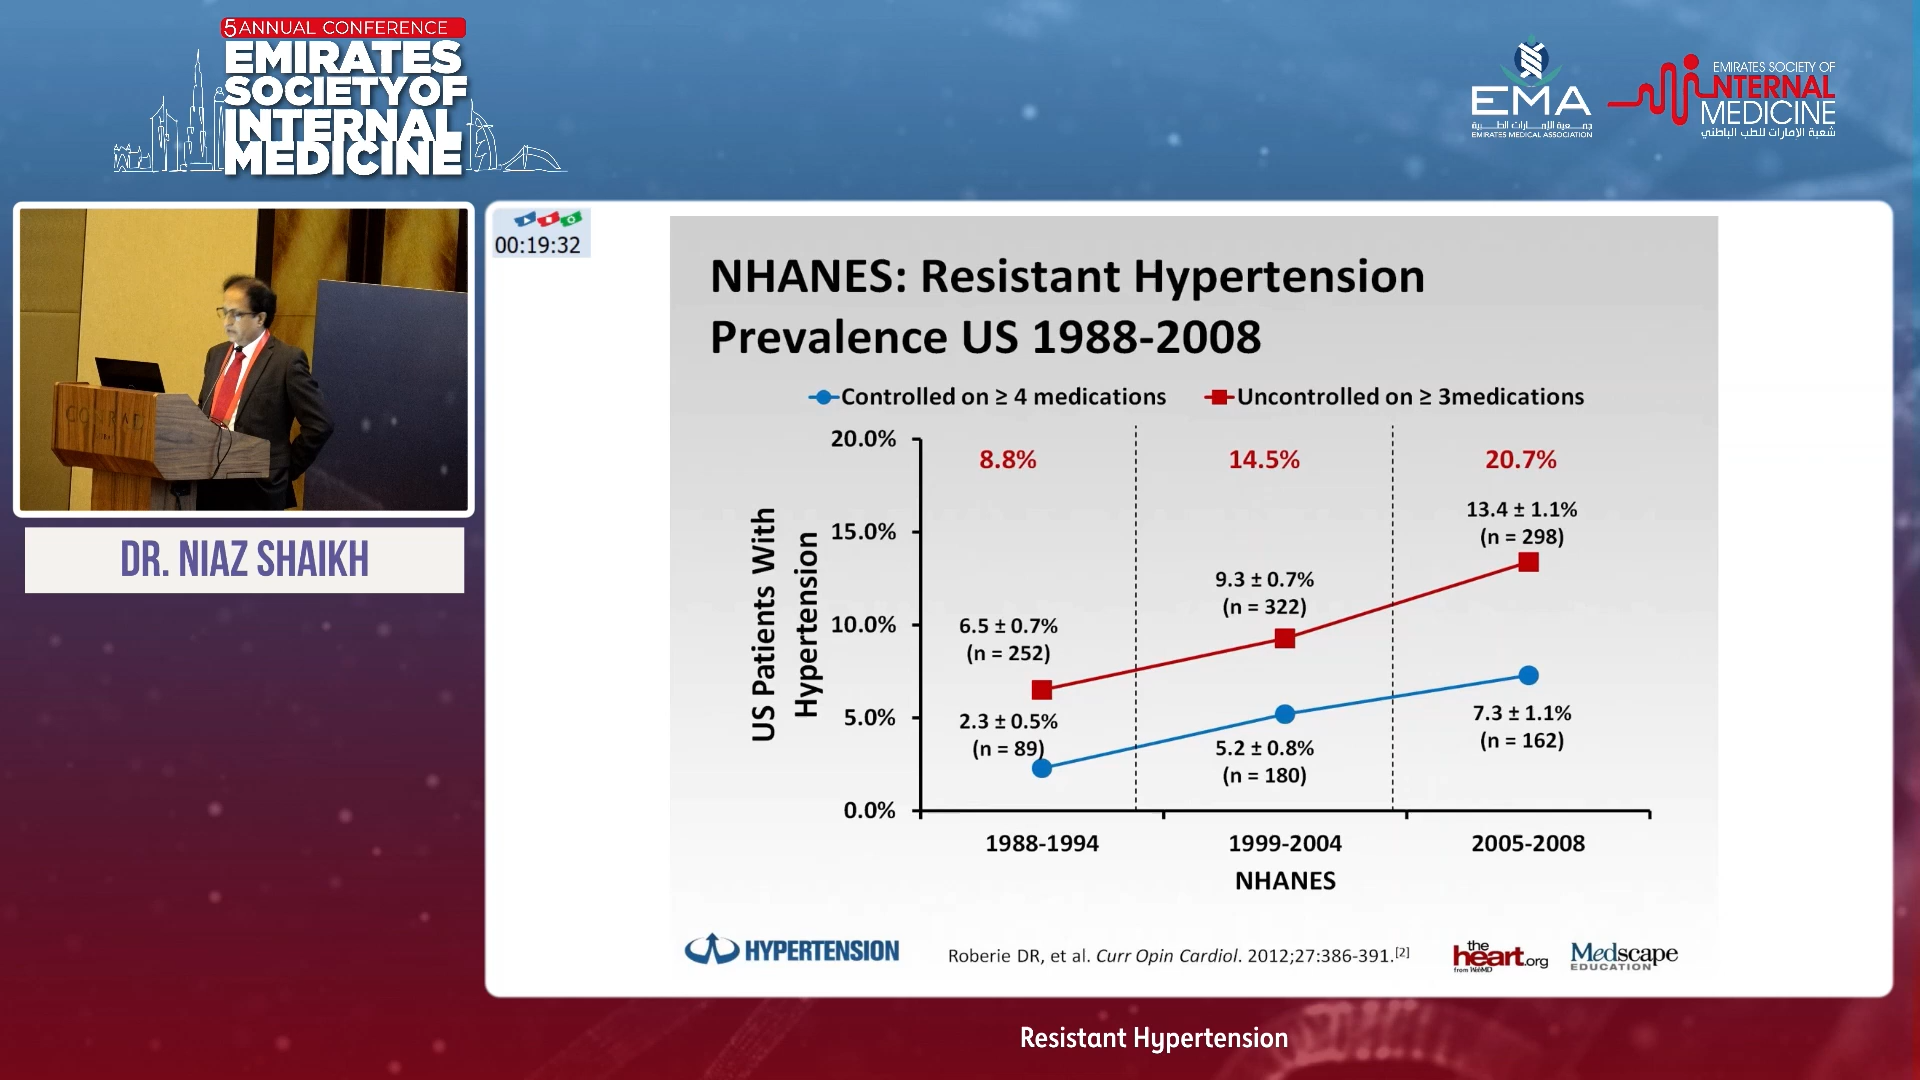 5 ANNUAL CONFERENCE
EMIRATES
SOCIETY OF
INTERNAL
MEDICINE
EMA
EMIRATES MEDICAL ASSOCIATION
EMIRATES SOCIETY OF
INTERNAL
MEDICINE
شعبة الإمارات للطب الباطني
CONRAD
DR. NIAZ SHAIKH
00:19:32
NHANES: Resistant Hypertension
Prevalence US 1988-2008
Controlled on ≥ 4 medications
Uncontrolled on ≥ 3medications
US Patients With
Hypertension
20.0%
15.0%
10.0%
5.0%
0.0%
8.8%
14.5%
20.7%
6.5 ± 0.7%
(n = 252)
9.3 ± 0.7%
(n = 322)
13.4 ± 1.1%
(n = 298)
2.3 ± 0.5%
(n = 89)
5.2 ± 0.8%
(n = 180)
7.3 ± 1.1%
(n = 162)
1988-1994
1999-2004
2005-2008
NHANES
HYPERTENSION
Roberie DR, et al. Curr Opin Cardiol. 2012;27:386-391.[2]
the
heart.org
from WebMD
Medscape
EDUCATION
Resistant Hypertension